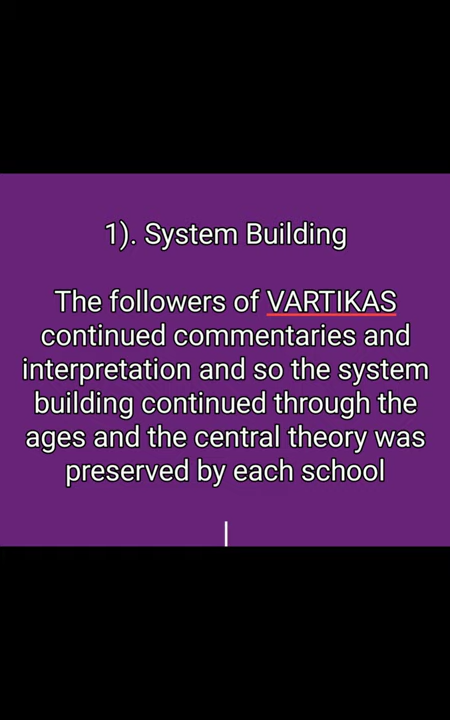 1). System Building
The followers of VARTIKAS
continued commentaries and
interpretation and so the system
building continued through the
ages and the central theory was
preserved by each school